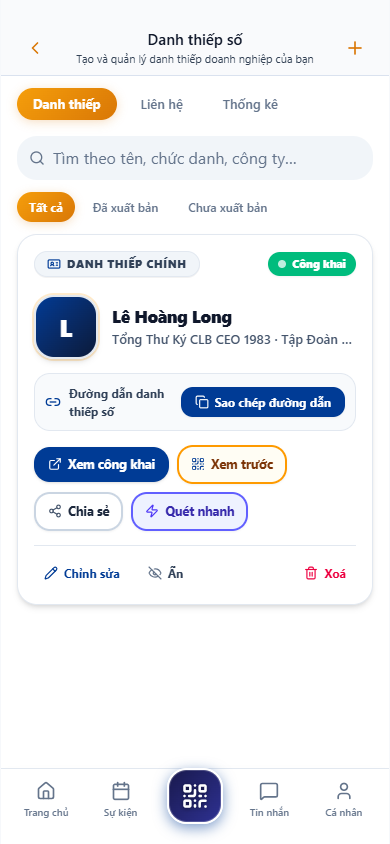 Danh thiếp số
Tạo và quản lý danh thiếp doanh nghiệp của bạn
Danh thiếp
Liên hệ
Thống kê
Tìm theo tên, chức danh, công ty...
Tất cả
Đã xuất bản
Chưa xuất bản
DANH THIẾP CHÍNH
Công khai
L
Lê Hoàng Long
Tổng Thư Ký CLB CEO 1983 · Tập Đoàn ...
Đường dẫn danh
thiếp số
Sao chép đường dẫn
Xem công khai
Xem trước
Chia sẻ
Quét nhanh
Chỉnh sửa
Ẩn
Xoá
Trang chủ
Sự kiện
Tin nhắn
Cá nhân